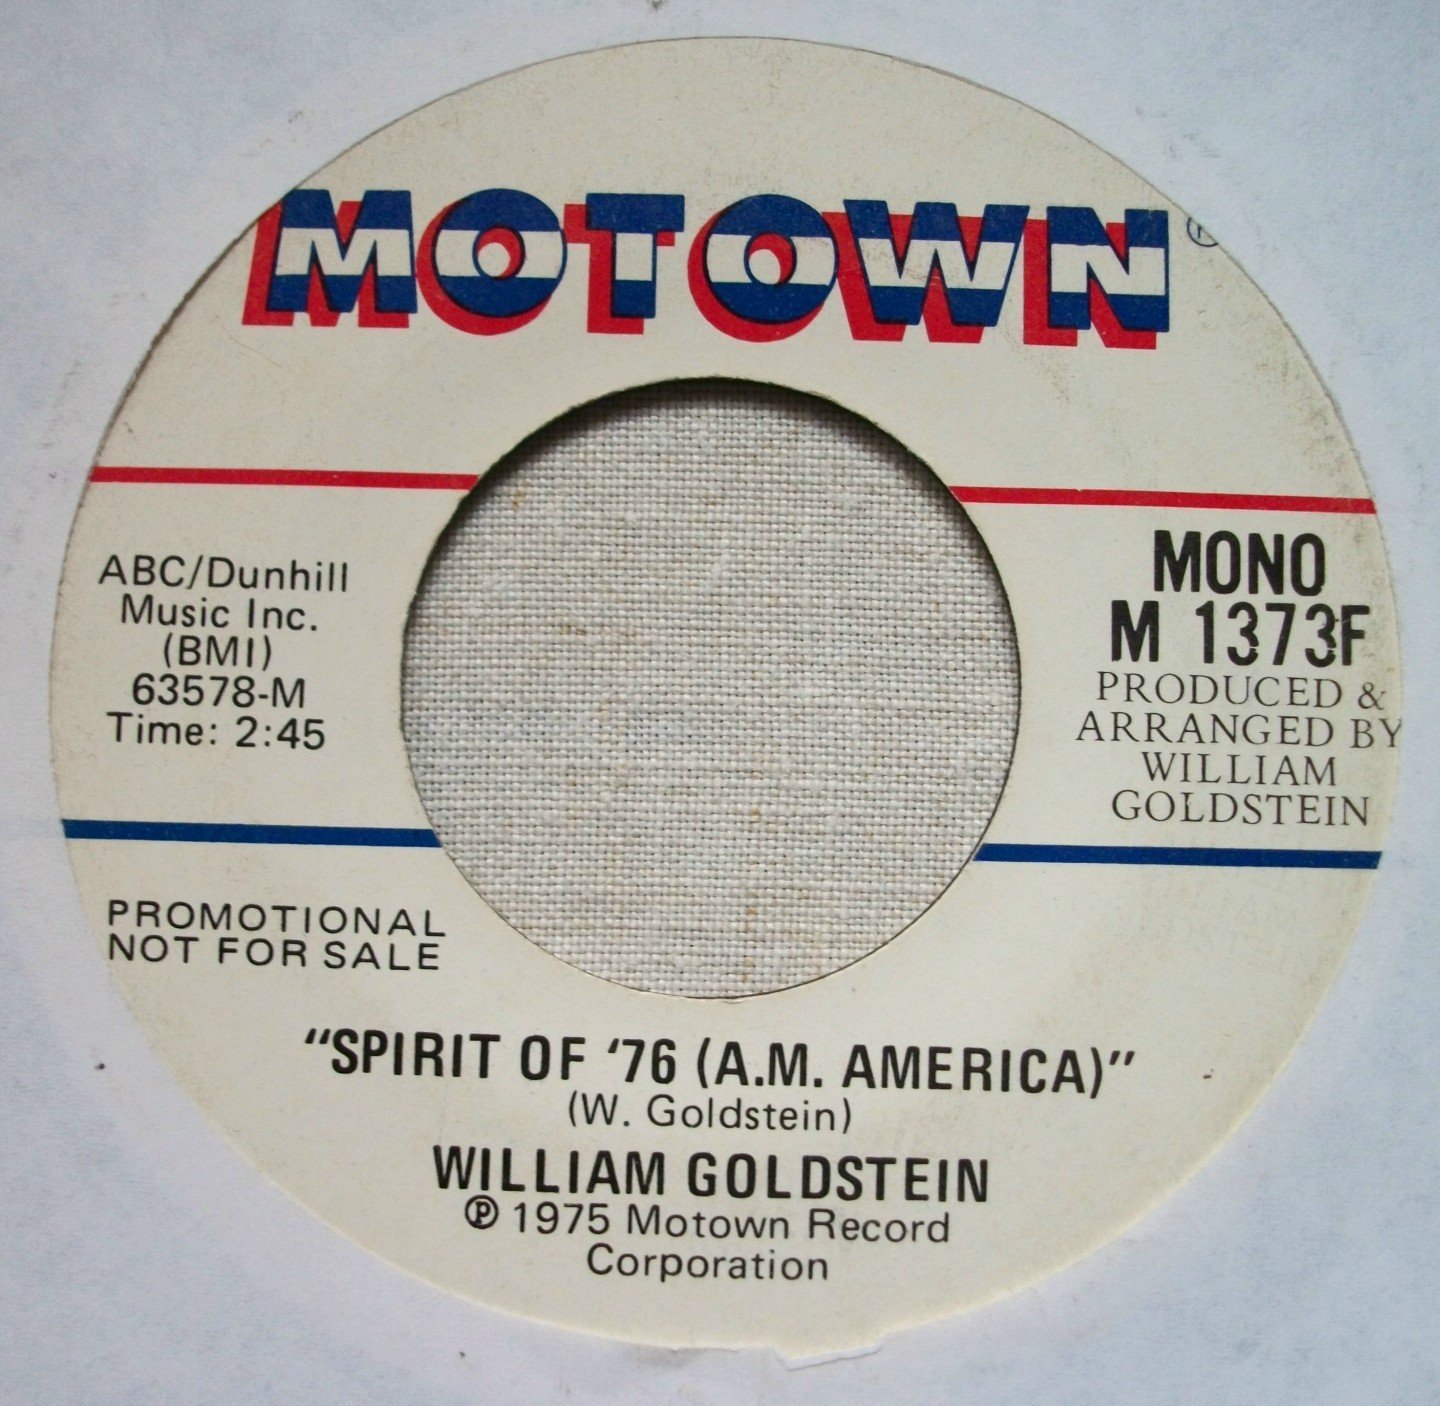 MOTOWN ®
ABC/Dunhill
Music Inc.
(BMI)
63578-M
Time: 2:45
MONO
M 1373F
PRODUCED &
ARRANGED BY
WILLIAM
GOLDSTEIN
PROMOTIONAL
NOT FOR SALE
"SPIRIT OF '76 (A.M. AMERICA)"
(W. Goldstein)
WILLIAM GOLDSTEIN
℗ 1975 Motown Record
Corporation